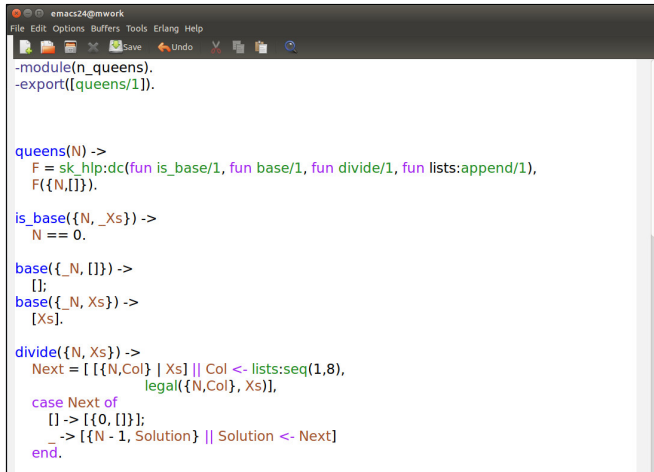 emacs24@mwork
File Edit Options Buffers Tools Erlang Help
Save Undo
-module(n_queens).
-export([queens/1]).
queens(N) ->
F = sk_hlp:dc(fun is_base/1, fun base/1, fun divide/1, fun lists:append/1),
F({N,[]}).
is_base({N, _Xs}) ->
N == 0.
base({_N, []}) ->
[];
base({_N, Xs}) ->
[Xs].
divide({N, Xs}) ->
Next = [ [{N,Col} | Xs] || Col <- lists:seq(1,8),
legal({N,Col}, Xs)],
case Next of
[] -> [{0, []}];
_ -> [{N - 1, Solution} || Solution <- Next]
end.